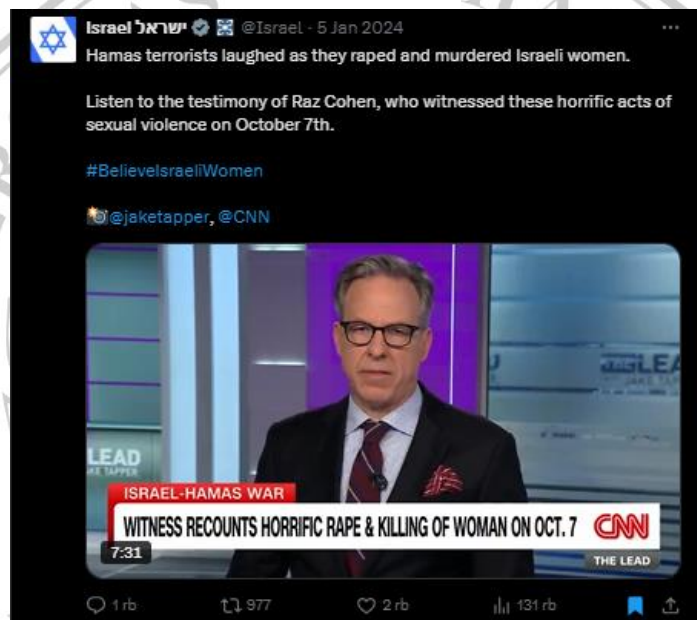 Israel ישראל @Israel · 5 Jan 2024
Hamas terrorists laughed as they raped and murdered Israeli women.
Listen to the testimony of Raz Cohen, who witnessed these horrific acts of
sexual violence on October 7th.
#BelieveIsraeliWomen
@jaketapper, @CNN
LEAD
JAKE TAPPER
LEA
JAKE TAP
ISRAEL-HAMAS WAR
WITNESS RECOUNTS HORRIFIC RAPE & KILLING OF WOMAN ON OCT. 7 CNN
7:31
THE LEAD
1 rb 977 2 rb 131 rb